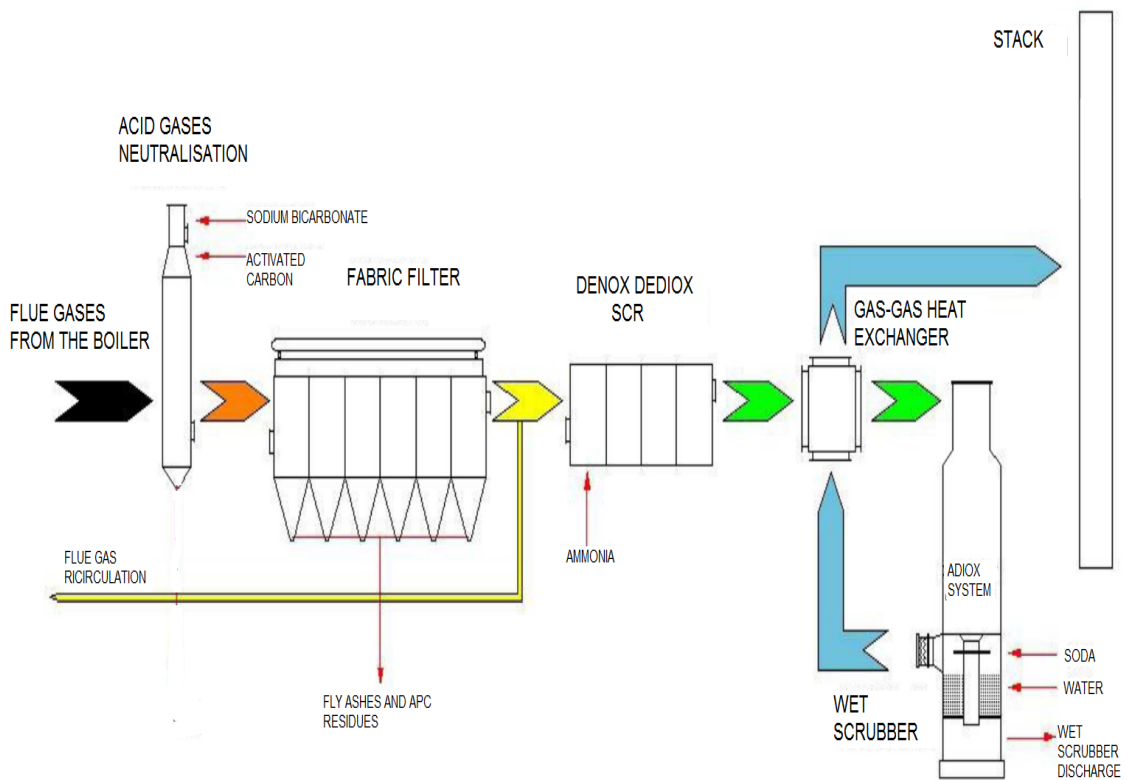 STACK
ACID GASES
NEUTRALISATION
SODIUM BICARBONATE
ACTIVATED
CARBON
FABRIC FILTER
DENOX DEDIOX
SCR
GAS-GAS HEAT
EXCHANGER
FLUE GASES
FROM THE BOILER
AMMONIA
FLUE GAS
RICIRCULATION
ADIOX
SYSTEM
SODA
WATER
FLY ASHES AND APC
RESIDUES
WET
SCRUBBER
WET
SCRUBBER
DISCHARGE